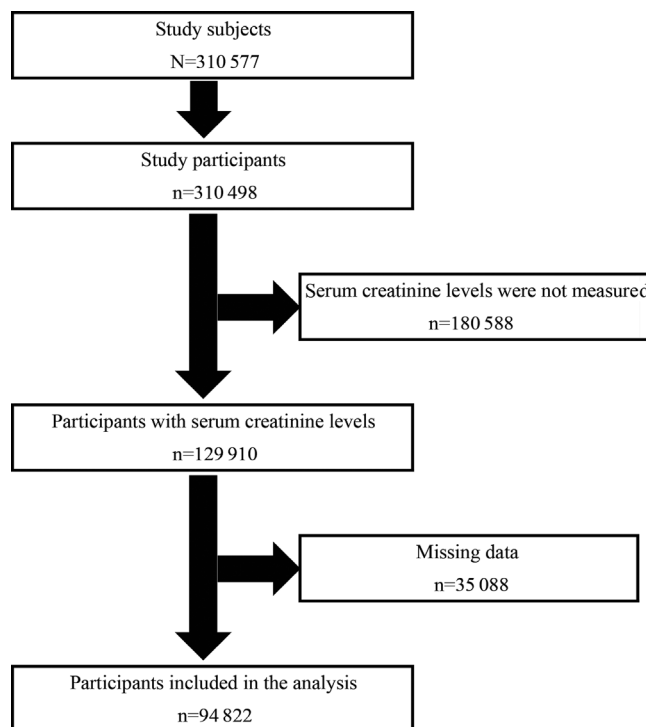 Study subjects
N=310 577
Study participants
n=310 498
Serum creatinine levels were not measured
n=180 588
Participants with serum creatinine levels
n=129 910
Missing data
n=35 088
Participants included in the analysis
n=94 822